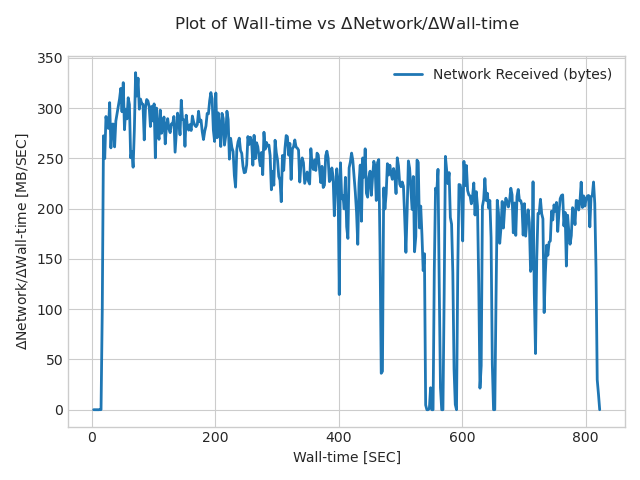 Plot of Wall-time vs ΔNetwork/ΔWall-time
Network Received (bytes)
ΔNetwork/ΔWall-time [MB/SEC]
350
300
250
200
150
100
50
0
0 200 400 600 800
Wall-time [SEC]